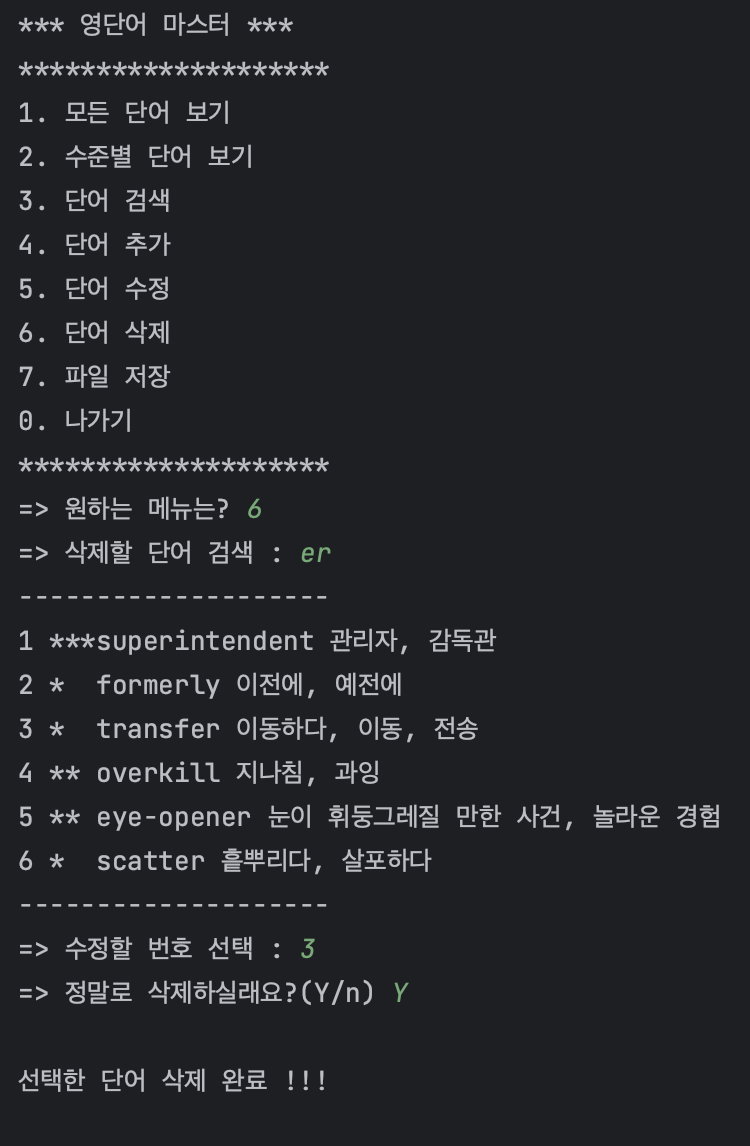 *** 영단어 마스터 ***
********************
1. 모든 단어 보기
2. 수준별 단어 보기
3. 단어 검색
4. 단어 추가
5. 단어 수정
6. 단어 삭제
7. 파일 저장
0. 나가기
********************
=> 원하는 메뉴는? 6
=> 삭제할 단어 검색 : er
--------------------
1 ***superintendent 관리자, 감독관
2 *  formerly 이전에, 예전에
3 *  transfer 이동하다, 이동, 전송
4 ** overkill 지나침, 과잉
5 ** eye-opener 눈이 휘둥그레질 만한 사건, 놀라운 경험
6 *  scatter 흩뿌리다, 살포하다
--------------------
=> 수정할 번호 선택 : 3
=> 정말로 삭제하실래요?(Y/n) Y
선택한 단어 삭제 완료 !!!